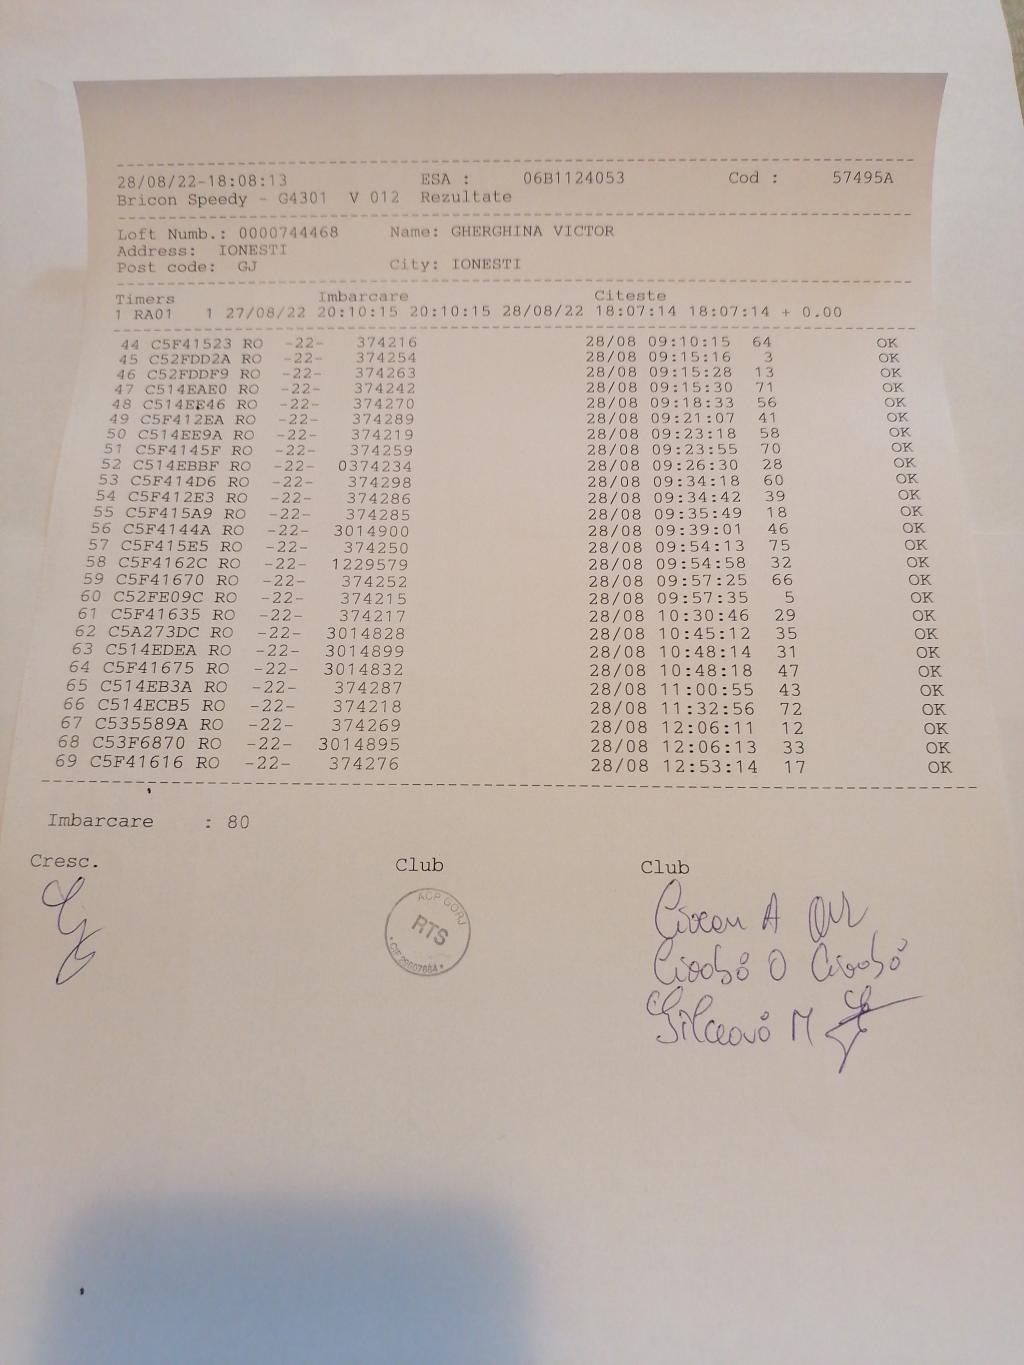 28/08/22-18:08:13 ESA : 06B1124053 Cod : 57495A
Bricon Speedy - G4301 V 012 Rezultate
Loft Numb.: 0000744468 Name: GHERGHINA VICTOR
Address: IONESTI
Post code: GJ City: IONESTI
Timers Imbarcare Citeste
1 RA01 1 27/08/22 20:10:15 20:10:15 28/08/22 18:07:14 18:07:14 + 0.00
44 C5F41523 RO -22- 374216 28/08 09:10:15 64 OK
45 C52FDD2A RO -22- 374254 28/08 09:15:16 3 OK
46 C52FDDF9 RO -22- 374263 28/08 09:15:28 13 OK
47 C514EAE0 RO -22- 374242 28/08 09:15:30 71 OK
48 C514EE46 RO -22- 374270 28/08 09:18:33 56 OK
49 C5F412EA RO -22- 374289 28/08 09:21:07 41 OK
50 C514EE9A RO -22- 374219 28/08 09:23:18 58 OK
51 C5F4145F RO -22- 374259 28/08 09:23:55 70 OK
52 C514EBBF RO -22- 0374234 28/08 09:26:30 28 OK
53 C5F414D6 RO -22- 374298 28/08 09:34:18 60 OK
54 C5F412E3 RO -22- 374286 28/08 09:34:42 39 OK
55 C5F415A9 RO -22- 374285 28/08 09:35:49 18 OK
56 C5F4144A RO -22- 3014900 28/08 09:39:01 46 OK
57 C5F415E5 RO -22- 374250 28/08 09:54:13 75 OK
58 C5F4162C RO -22- 1229579 28/08 09:54:58 32 OK
59 C5F41670 RO -22- 374252 28/08 09:57:25 66 OK
60 C52FE09C RO -22- 374215 28/08 09:57:35 5 OK
61 C5F41635 RO -22- 374217 28/08 10:30:46 29 OK
62 C5A273DC RO -22- 3014828 28/08 10:45:12 35 OK
63 C514EDEA RO -22- 3014899 28/08 10:48:14 31 OK
64 C5F41675 RO -22- 3014832 28/08 10:48:18 47 OK
65 C514EB3A RO -22- 374287 28/08 11:00:55 43 OK
66 C514ECB5 RO -22- 374218 28/08 11:32:56 72 OK
67 C535589A RO -22- 374269 28/08 12:06:11 12 OK
68 C53F6870 RO -22- 3014895 28/08 12:06:13 33 OK
69 C5F41616 RO -22- 374276 28/08 12:53:14 17 OK
Imbarcare : 80
Cresc. Club Club
ACP GORJ
RTS